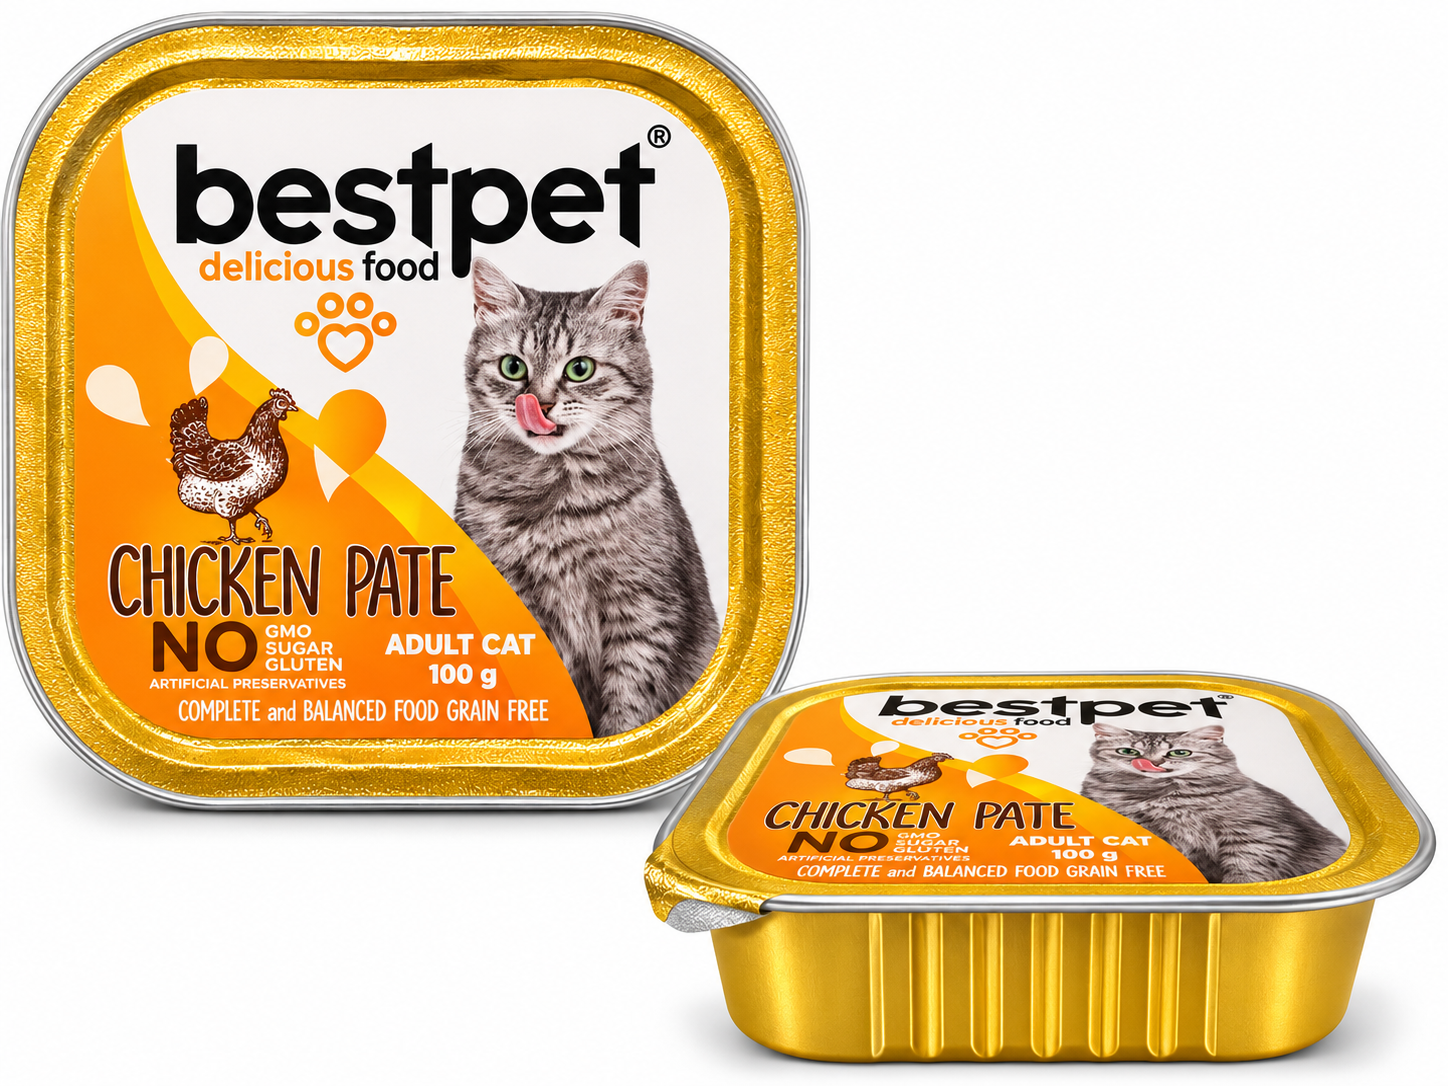 bestpet®
delicious food
CHICKEN PATE
NO GMO
SUGAR
GLUTEN
ARTIFICIAL PRESERVATIVES
ADULT CAT
100 g
COMPLETE and BALANCED FOOD GRAIN FREE
bestpet®
delicious food
CHICKEN PATE
NO GMO
SUGAR
GLUTEN
ARTIFICIAL PRESERVATIVES
ADULT CAT
100 g
COMPLETE and BALANCED FOOD GRAIN FREE